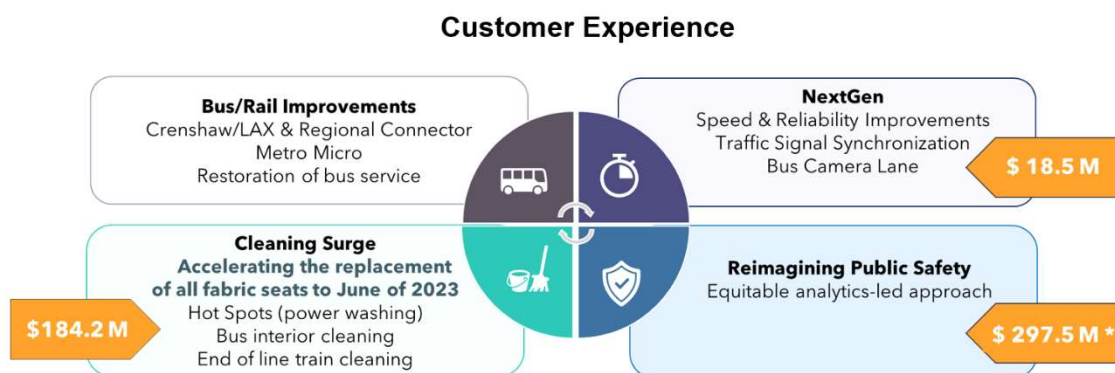 Customer Experience
Bus/Rail Improvements
Crenshaw/LAX & Regional Connector
Metro Micro
Restoration of bus service
NextGen
Speed & Reliability Improvements
Traffic Signal Synchronization
Bus Camera Lane
$ 18.5 M
Cleaning Surge
Accelerating the replacement
of all fabric seats to June of 2023
Hot Spots (power washing)
Bus interior cleaning
End of line train cleaning
$184.2 M
Reimagining Public Safety
Equitable analytics-led approach
$ 297.5 M *